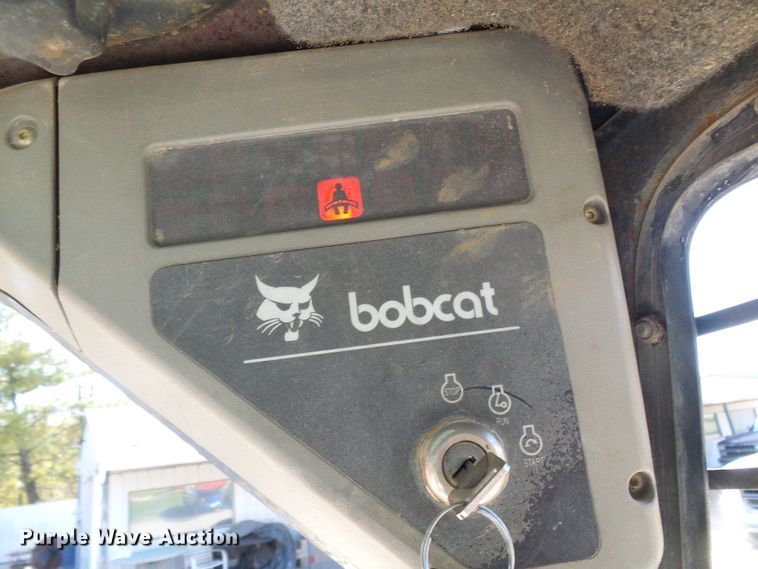 bobcat
STOP
RUN
START
Purple Wave Auction